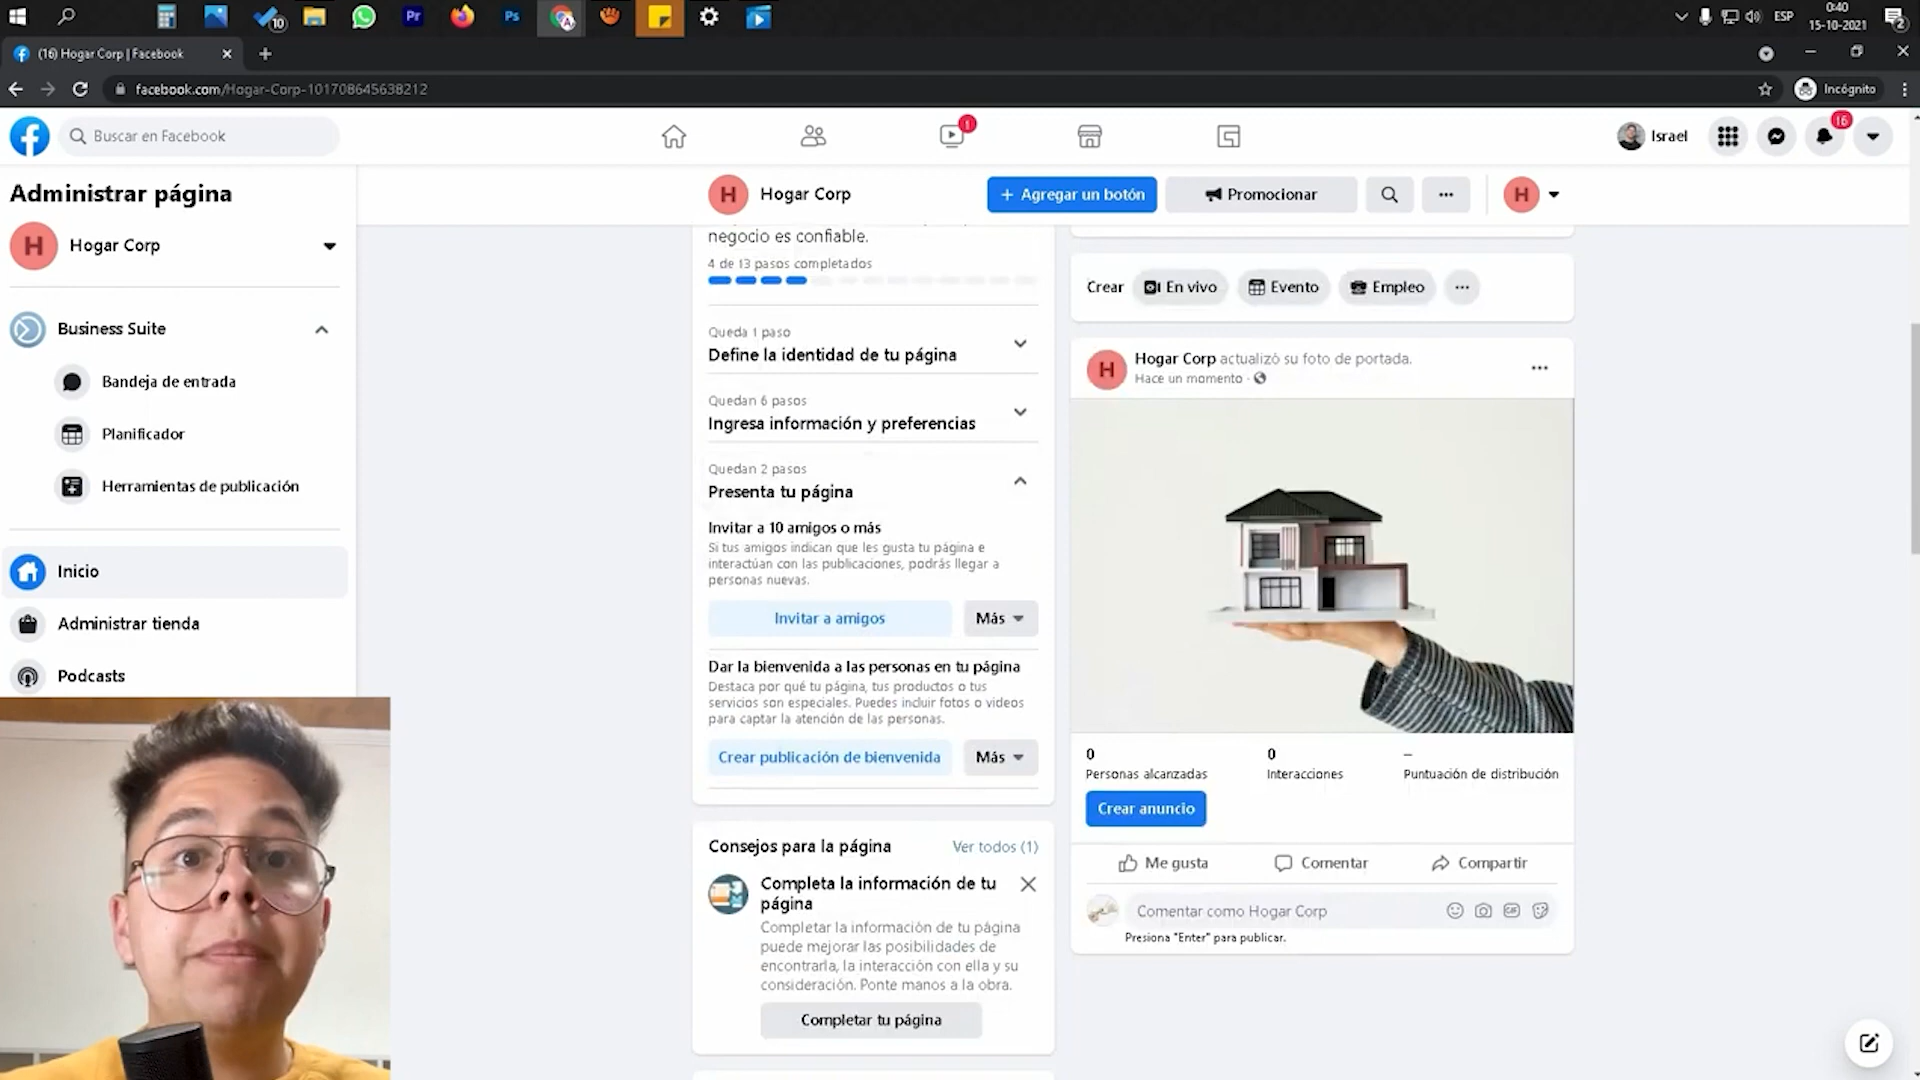 10
Pr
Ps
A
ESP
0:40
15-10-2021
2
(16) Hogar Corp | Facebook
facebook.com/Hogar-Corp-101708645638212
Incógnito
Buscar en Facebook
1
Israel
16
Administrar página
H Hogar Corp
Business Suite
Bandeja de entrada
Planificador
Herramientas de publicación
Inicio
Administrar tienda
Podcasts
H Hogar Corp
+ Agregar un botón
Promocionar
H
negocio es confiable.
4 de 13 pasos completados
Queda 1 paso
Define la identidad de tu página
Quedan 6 pasos
Ingresa información y preferencias
Quedan 2 pasos
Presenta tu página
Invitar a 10 amigos o más
Si tus amigos indican que les gusta tu página e
interactúan con las publicaciones, podrás llegar a
personas nuevas.
Invitar a amigos
Más
Dar la bienvenida a las personas en tu página
Destaca por qué tu página, tus productos o tus
servicios son especiales. Puedes incluir fotos o videos
para captar la atención de las personas.
Crear publicación de bienvenida
Más
Consejos para la página
Ver todos (1)
Completa la información de tu
página
Completar la información de tu página
puede mejorar las posibilidades de
encontrarla, la interacción con ella y su
consideración. Ponte manos a la obra.
Completar tu página
Crear
En vivo
Evento
Empleo
H
Hogar Corp actualizó su foto de portada.
Hace un momento ·
0
Personas alcanzadas
0
Interacciones
–
Puntuación de distribución
Crear anuncio
Me gusta
Comentar
Compartir
Comentar como Hogar Corp
GIF
Presiona "Enter" para publicar.